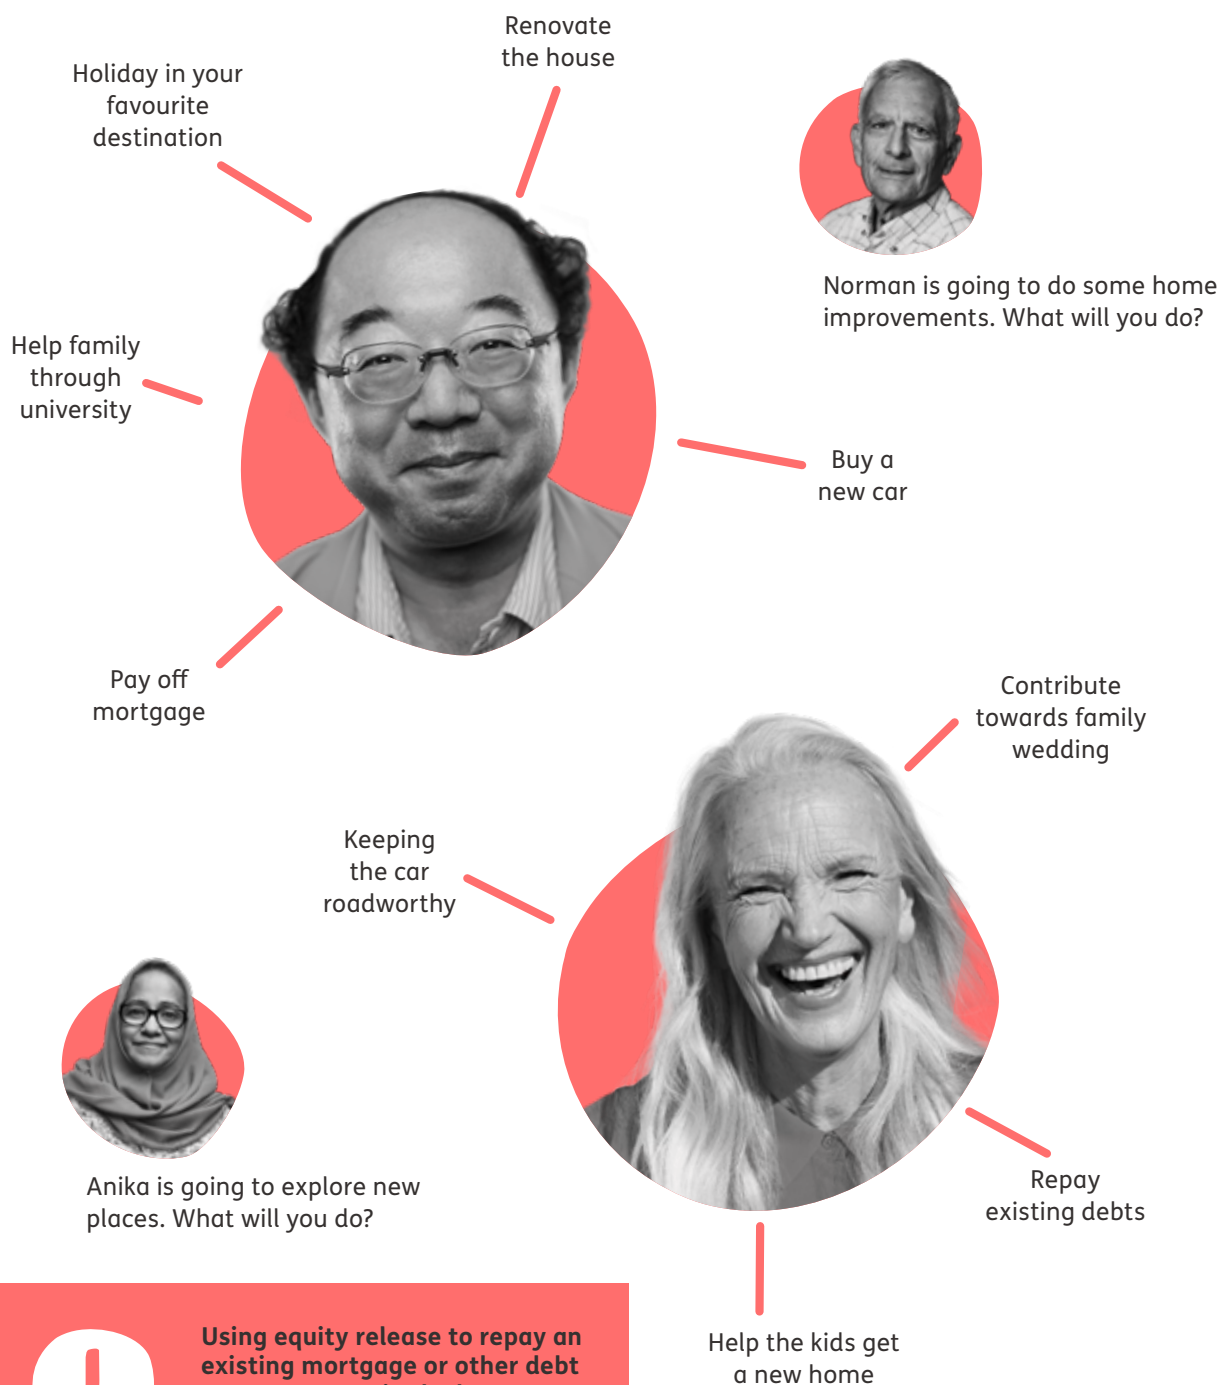 Renovate
the house
Holiday in your
favourite
destination
Norman is going to do some home
improvements. What will you do?
Help family
through
university
Buy a
new car
Pay off
mortgage
Contribute
towards family
wedding
Keeping
the car
roadworthy
Anika is going to explore new
places. What will you do?
Repay
existing debts
Help the kids get
a new home
Using equity release to repay an
existing mortgage or other debt